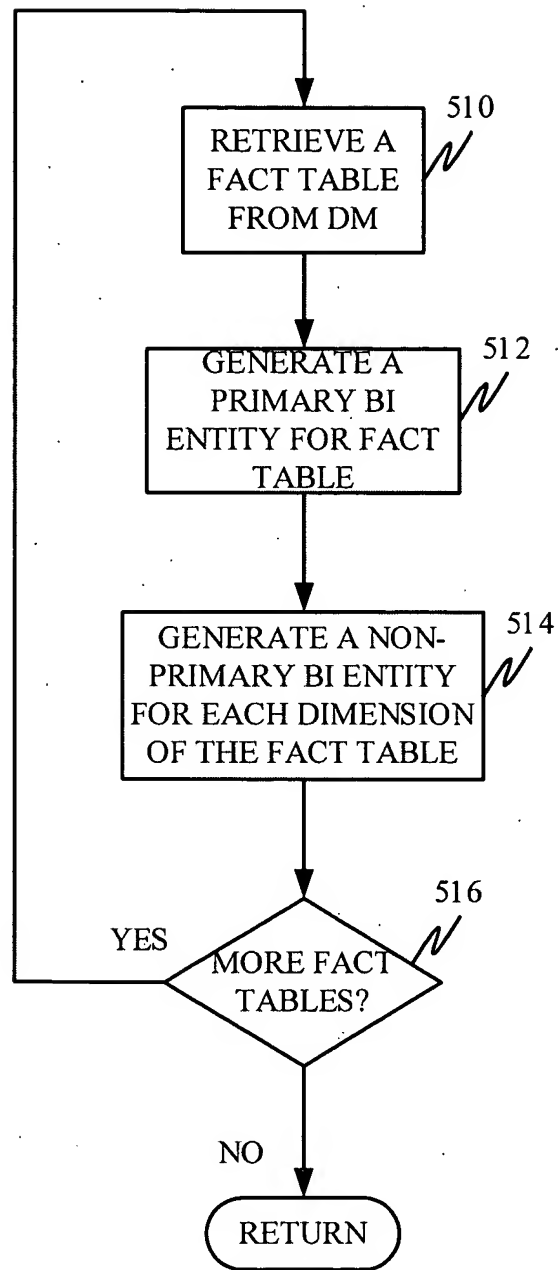 510
RETRIEVE A
FACT TABLE
FROM DM
512
GENERATE A
PRIMARY BI
ENTITY FOR FACT
TABLE
514
GENERATE A NON-
PRIMARY BI ENTITY
FOR EACH DIMENSION
OF THE FACT TABLE
516
YES
MORE FACT
TABLES?
NO
RETURN